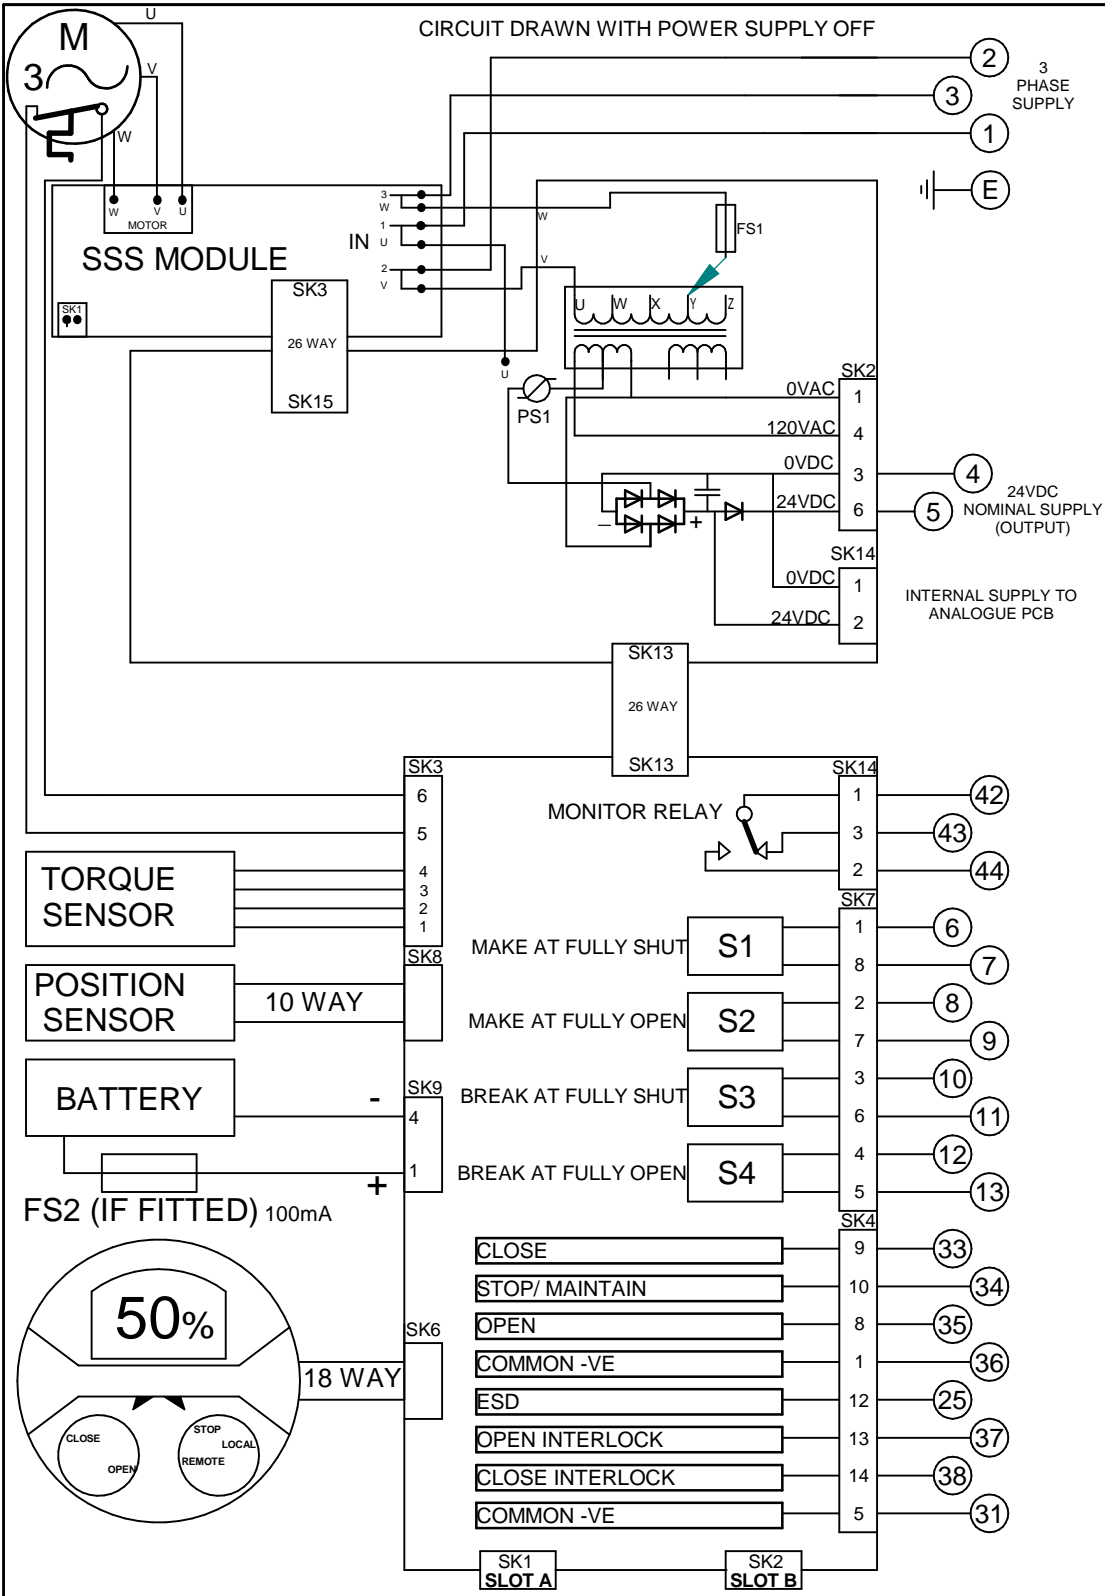 CIRCUIT DRAWN WITH POWER SUPPLY OFF
U
M
3
V
W
2
3
1
E
3
PHASE
SUPPLY
W V U
MOTOR
SSS MODULE
IN
3
W
1
U
2
V
W
V
U
FS1
U W X Y Z
SK1
SK3
26 WAY
SK15
PS1
SK2
0VAC 1
120VAC 4
0VDC 3 4
24VDC 6 5
24VDC
NOMINAL SUPPLY
(OUTPUT)
– +
SK14
0VDC 1
24VDC 2
INTERNAL SUPPLY TO
ANALOGUE PCB
SK13
26 WAY
SK13
SK3
6
5
4
3
2
1
TORQUE
SENSOR
SK8
POSITION
SENSOR
10 WAY
BATTERY
-
SK9
4
1
+
FS2 (IF FITTED) 100mA
50%
CLOSE
OPEN
STOP
LOCAL
REMOTE
18 WAY
SK6
MONITOR RELAY
SK14
1 42
3 43
2 44
SK7
MAKE AT FULLY SHUT S1
1 6
8 7
MAKE AT FULLY OPEN S2
2 8
7 9
BREAK AT FULLY SHUT S3
3 10
6 11
BREAK AT FULLY OPEN S4
4 12
5 13
SK4
CLOSE 9 33
STOP/ MAINTAIN 10 34
OPEN 8 35
COMMON -VE 1 36
ESD 12 25
OPEN INTERLOCK 13 37
CLOSE INTERLOCK 14 38
COMMON -VE 5 31
SK1
SLOT A
SK2
SLOT B